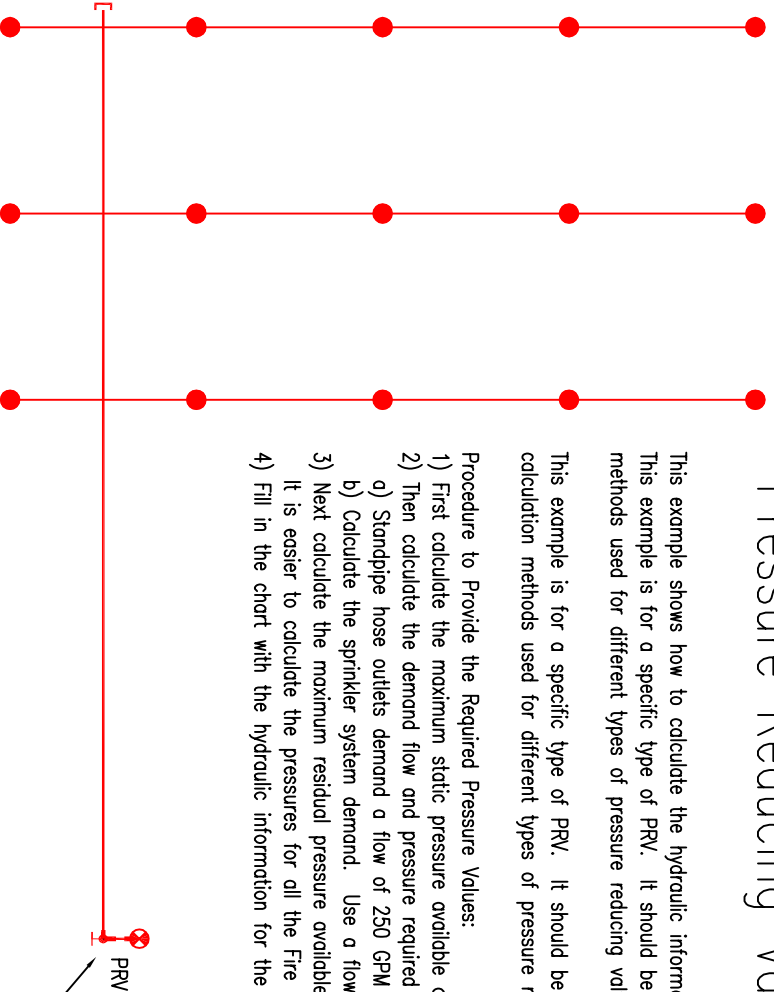 Pressure Reducing Va
This example shows how to calculate the hydraulic inform
This example is for a specific type of PRV. It should be
methods used for different types of pressure reducing val
This example is for a specific type of PRV. It should be
calculation methods used for different types of pressure r
Procedure to Provide the Required Pressure Values:
1) First calculate the maximum static pressure available
2) Then calculate the demand flow and pressure required
a) Standpipe hose outlets demand a flow of 250 GPM
b) Calculate the sprinkler system demand. Use a flow
3) Next calculate the maximum residual pressure available
It is easier to calculate the pressures for all the Fire
4) Fill in the chart with the hydraulic information for the
PRV